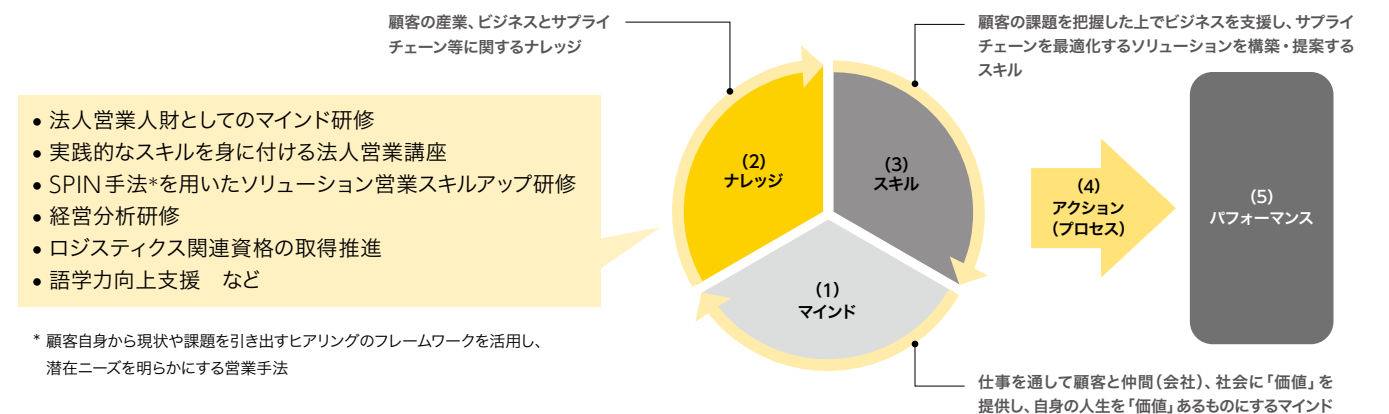 顧客の産業、ビジネスとサプライ
チェーン等に関するナレッジ
顧客の課題を把握した上でビジネスを支援し、サプライ
チェーンを最適化するソリューションを構築・提案する
スキル
• 法人営業人財としてのマインド研修
• 実践的なスキルを身に付ける法人営業講座
• SPIN手法*を用いたソリューション営業スキルアップ研修
• 経営分析研修
• ロジスティクス関連資格の取得推進
• 語学力向上支援　など
* 顧客自身から現状や課題を引き出すヒアリングのフレームワークを活用し、
潜在ニーズを明らかにする営業手法
(2)
ナレッジ
(3)
スキル
(1)
マインド
(4)
アクション
(プロセス)
(5)
パフォーマンス
仕事を通して顧客と仲間(会社)、社会に「価値」を
提供し、自身の人生を「価値」あるものにするマインド